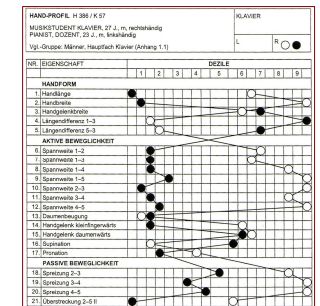 HAND-PROFIL H 386 / K 57
KLAVIER
MUSIKSTUDENT KLAVIER, 27 J., m, rechtshändig
PIANIST, DOZENT, 23 J., m, linkshändig
Vgl.-Gruppe: Männer, Hauptfach Klavier (Anhang 1.1)
L R
NR. EIGENSCHAFT DEZILE
1 2 3 4 5 6 7 8 9
HANDFORM
1. Handlänge
2. Handbreite
3. Handgelenkbreite
4. Längendifferenz 1–3
5. Längendifferenz 5–3
AKTIVE BEWEGLICHKEIT
6. Spannweite 1–2
7. Spannweite 1–3
8. Spannweite 1–4
9. Spannweite 1–5
10. Spannweite 2–3
11. Spannweite 3–4
12. Spannweite 4–5
13. Daumenbeugung
14. Handgelenk kleinfingerwärts
15. Handgelenk daumenwärts
16. Supination
17. Pronation
PASSIVE BEWEGLICHKEIT
18. Spreizung 2–3
19. Spreizung 3–4
20. Spreizung 4–5
21. Überstreckung 2–5 II